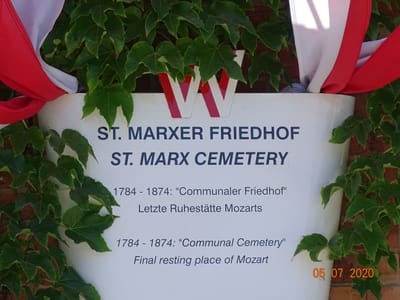 W
ST. MARXER FRIEDHOF
ST. MARX CEMETERY
1784 - 1874: "Communaler Friedhof"
Letzte Ruhestätte Mozarts
1784 - 1874: "Communal Cemetery"
Final resting place of Mozart
05 07 2020